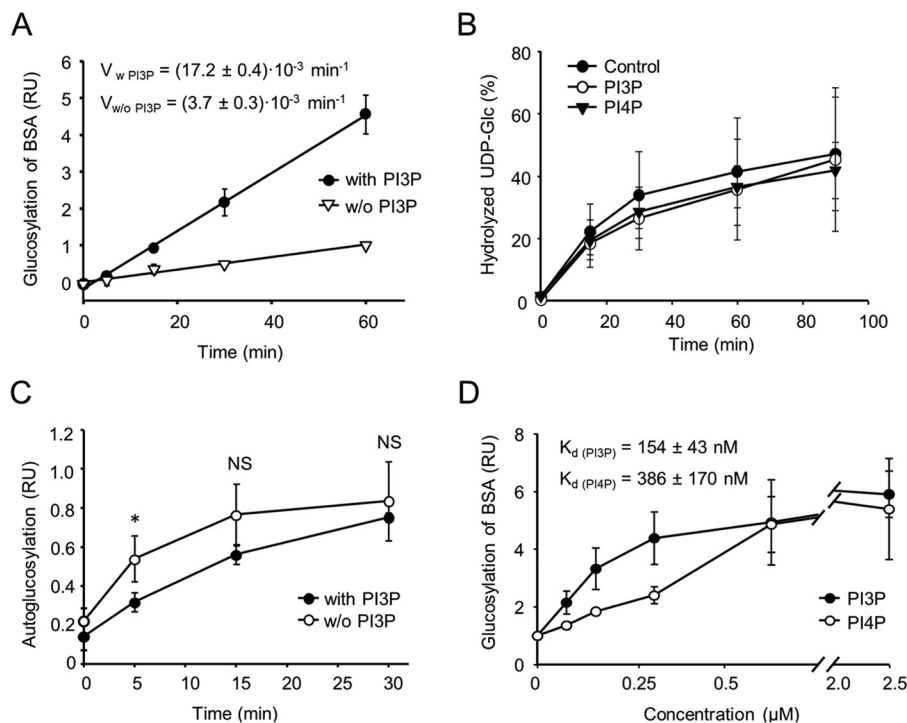 A
Glucosylation of BSA (RU)
6
5
4
3
2
1
0
V w PI3P = (17.2 ± 0.4)·10-3 min-1
Vw/o PI3P = (3.7 ± 0.3)·10-3 min-1
with PI3P
w/o PI3P
0 20 40 60
Time (min)
B
Hydrolyzed UDP-Glc (%)
80
60
40
20
0
Control
PI3P
PI4P
0 20 40 60 80 100
Time (min)
C
Autoglucosylation (RU)
1.2
1.0
0.8
0.6
0.4
0.2
0
*
NS
NS
with PI3P
w/o PI3P
0 5 10 15 20 25 30
Time (min)
D
Glucosylation of BSA (RU)
8
6
4
2
0
Kd (PI3P) = 154 ± 43 nM
Kd (PI4P) = 386 ± 170 nM
PI3P
PI4P
0 0.25 0.50 2.0 2.5
Concentration (µM)